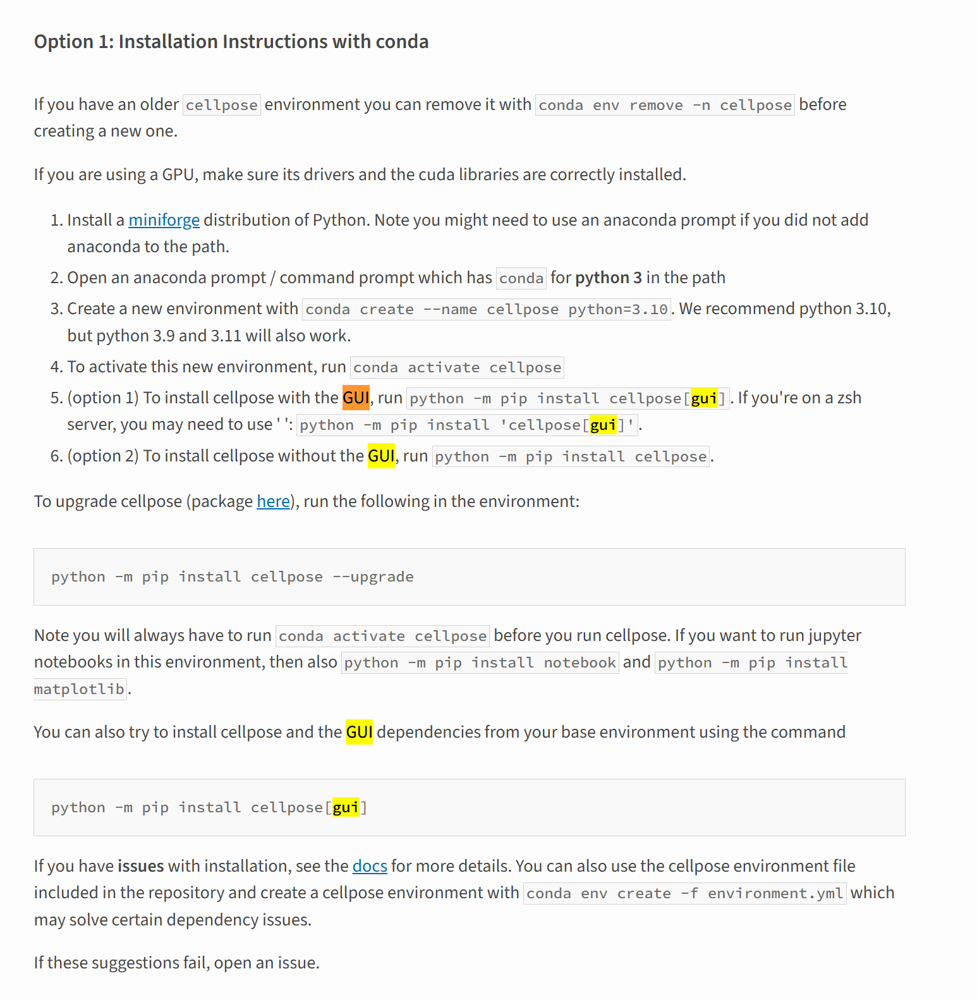 Option 1: Installation Instructions with conda
If you have an older cellpose environment you can remove it with conda env remove -n cellpose before
creating a new one.
If you are using a GPU, make sure its drivers and the cuda libraries are correctly installed.
1. Install a miniforge distribution of Python. Note you might need to use an anaconda prompt if you did not add
anaconda to the path.
2. Open an anaconda prompt / command prompt which has conda for python 3 in the path
3. Create a new environment with conda create --name cellpose python=3.10. We recommend python 3.10,
but python 3.9 and 3.11 will also work.
4. To activate this new environment, run conda activate cellpose
5. (option 1) To install cellpose with the GUI, run python -m pip install cellpose[gui]. If you're on a zsh
server, you may need to use ' ': python -m pip install 'cellpose[gui]'.
6. (option 2) To install cellpose without the GUI, run python -m pip install cellpose.
To upgrade cellpose (package here), run the following in the environment:
python -m pip install cellpose --upgrade
Note you will always have to run conda activate cellpose before you run cellpose. If you want to run jupyter
notebooks in this environment, then also python -m pip install notebook and python -m pip install
matplotlib.
You can also try to install cellpose and the GUI dependencies from your base environment using the command
python -m pip install cellpose[gui]
If you have issues with installation, see the docs for more details. You can also use the cellpose environment file
included in the repository and create a cellpose environment with conda env create -f environment.yml which
may solve certain dependency issues.
If these suggestions fail, open an issue.